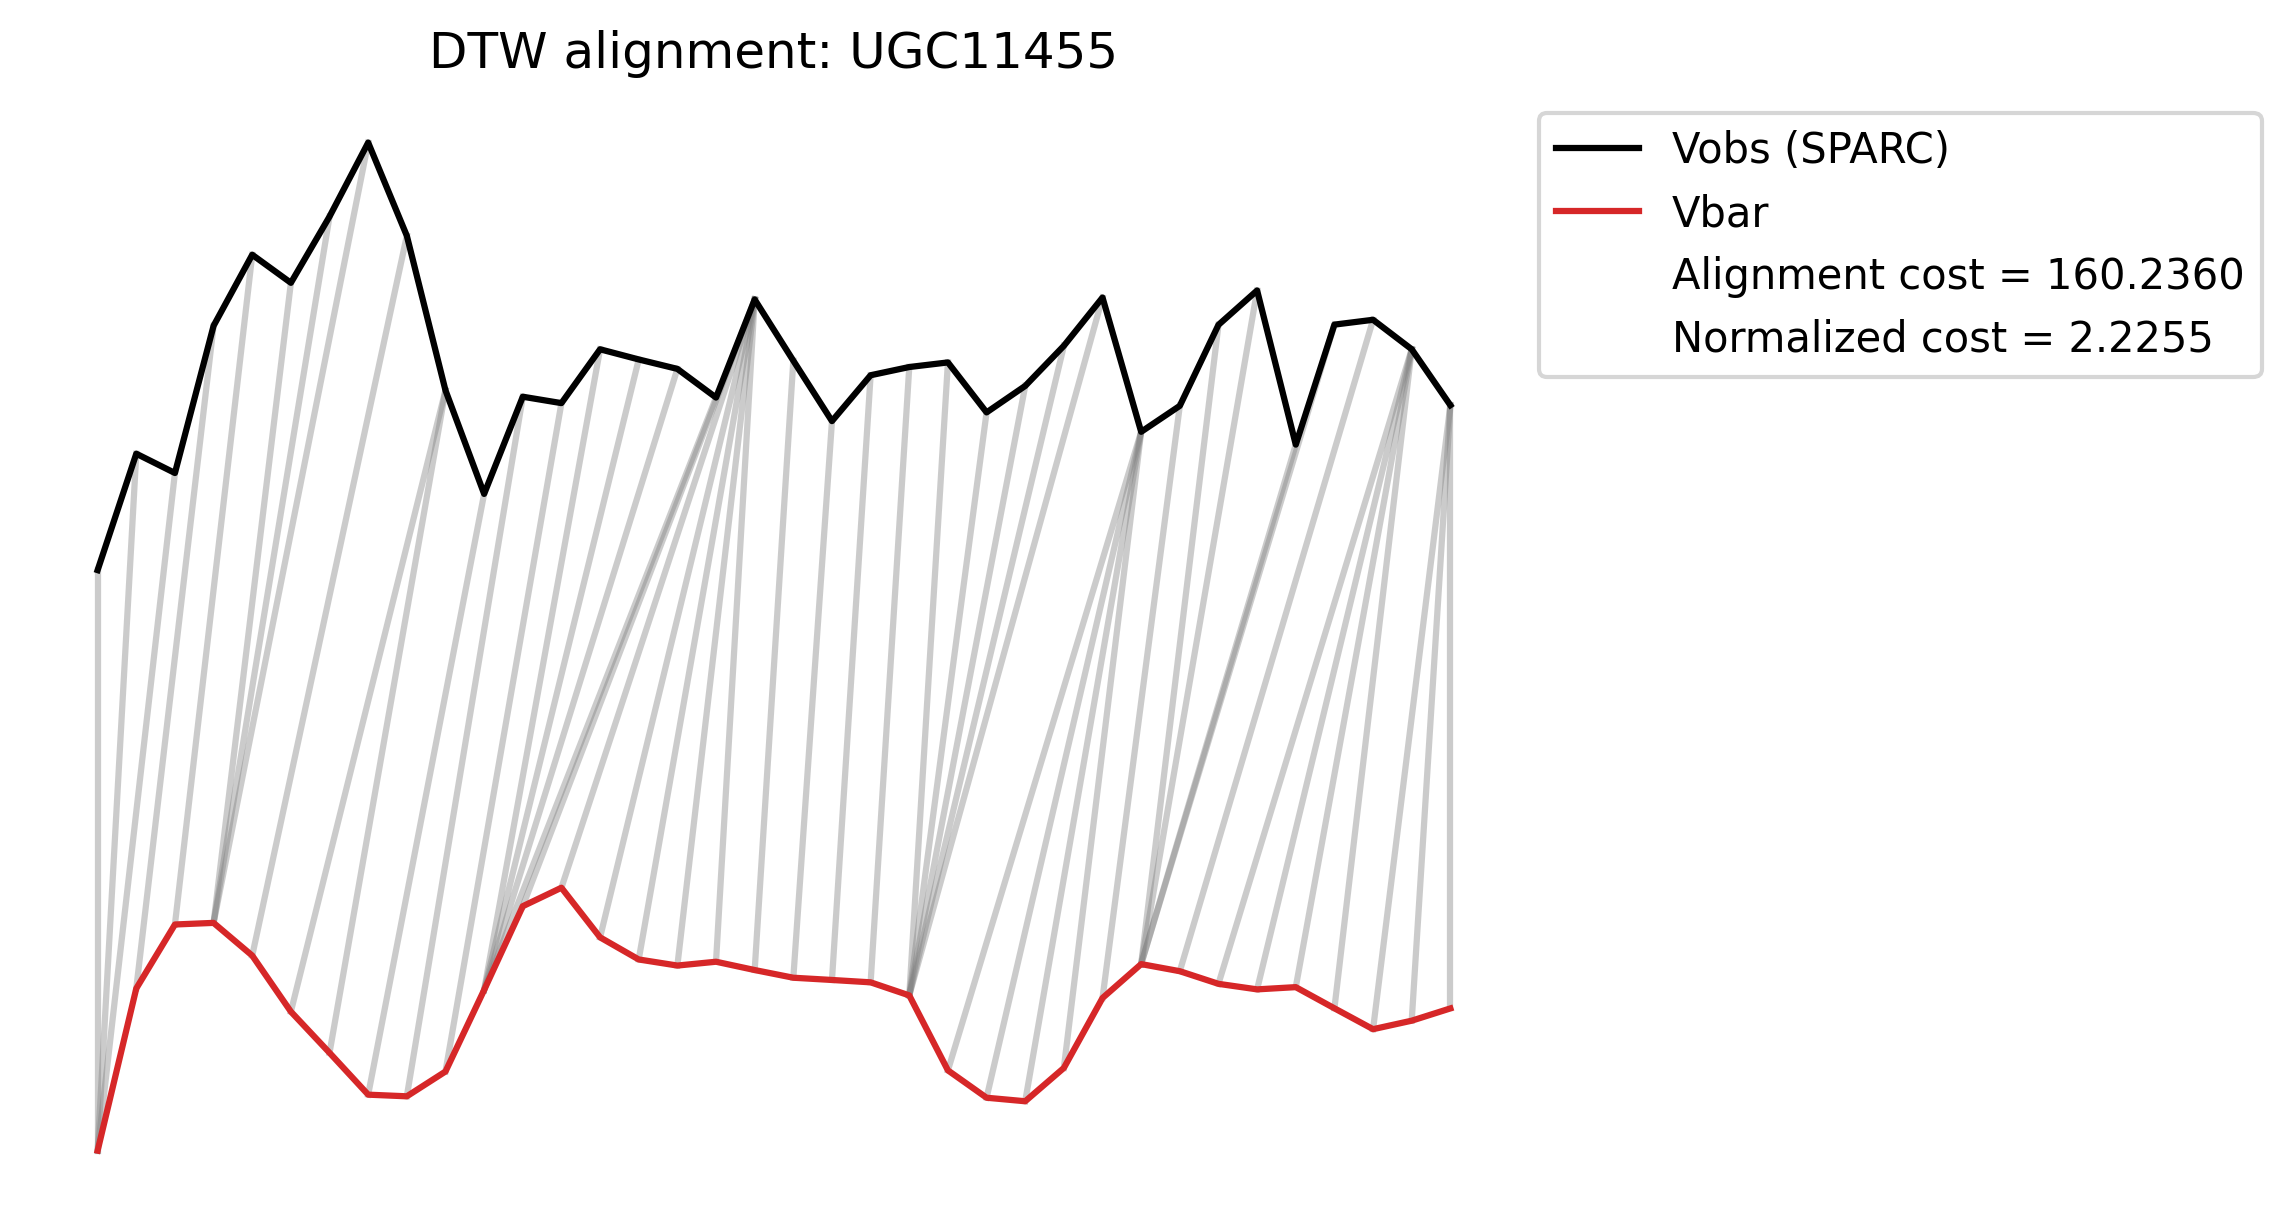 DTW alignment: UGC11455
Vobs (SPARC)
Vbar
Alignment cost = 160.2360
Normalized cost = 2.2255